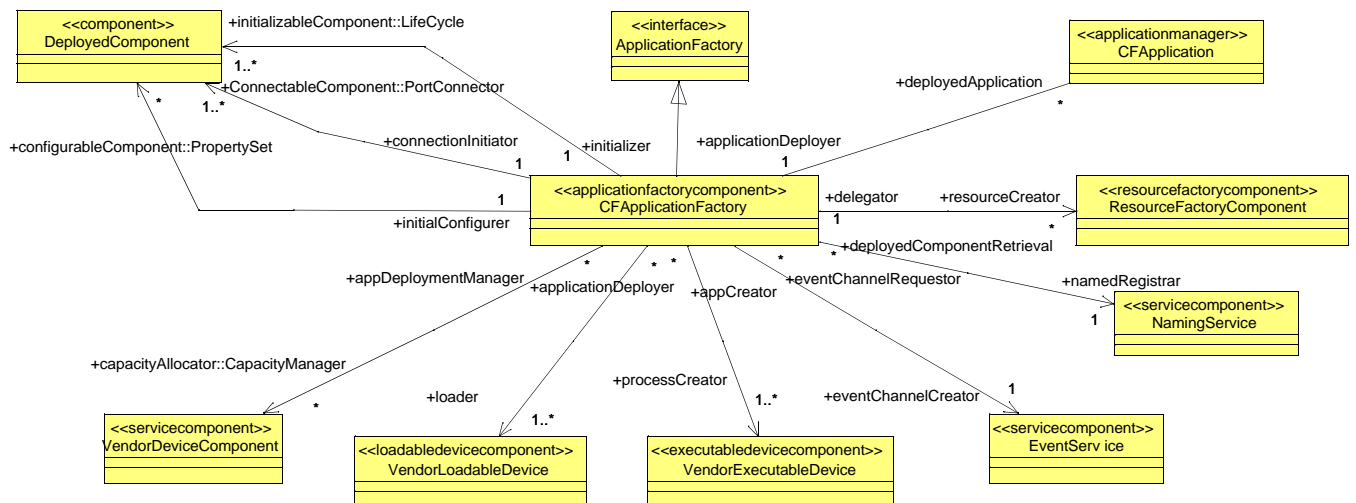 <<component>>
DeployedComponent
+initializableComponent::LifeCycle
<<interface>>
ApplicationFactory
<<applicationmanager>>
CFApplication
1..*
+ConnectableComponent::PortConnector
+deployedApplication
*
1..*
*
+configurableComponent::PropertySet
+connectionInitiator
+initializer
+applicationDeployer
1
1
1
<<applicationfactorycomponent>>
CFApplicationFactory
<<resourcefactorycomponent>>
ResourceFactoryComponent
1
+delegator
+resourceCreator
+initialConfigurer
1
*
+deployedComponentRetrieval
*
*
*
*
*
+appDeploymentManager
+applicationDeployer
+appCreator
+eventChannelRequestor
+namedRegistrar
<<servicecomponent>>
NamingService
1
+capacityAllocator::CapacityManager
+loader
+processCreator
+eventChannelCreator
1
*
1..*
1..*
<<servicecomponent>>
VendorDeviceComponent
<<loadabledevicecomponent>>
VendorLoadableDevice
<<executabledevicecomponent>>
VendorExecutableDevice
<<servicecomponent>>
EventServ ice